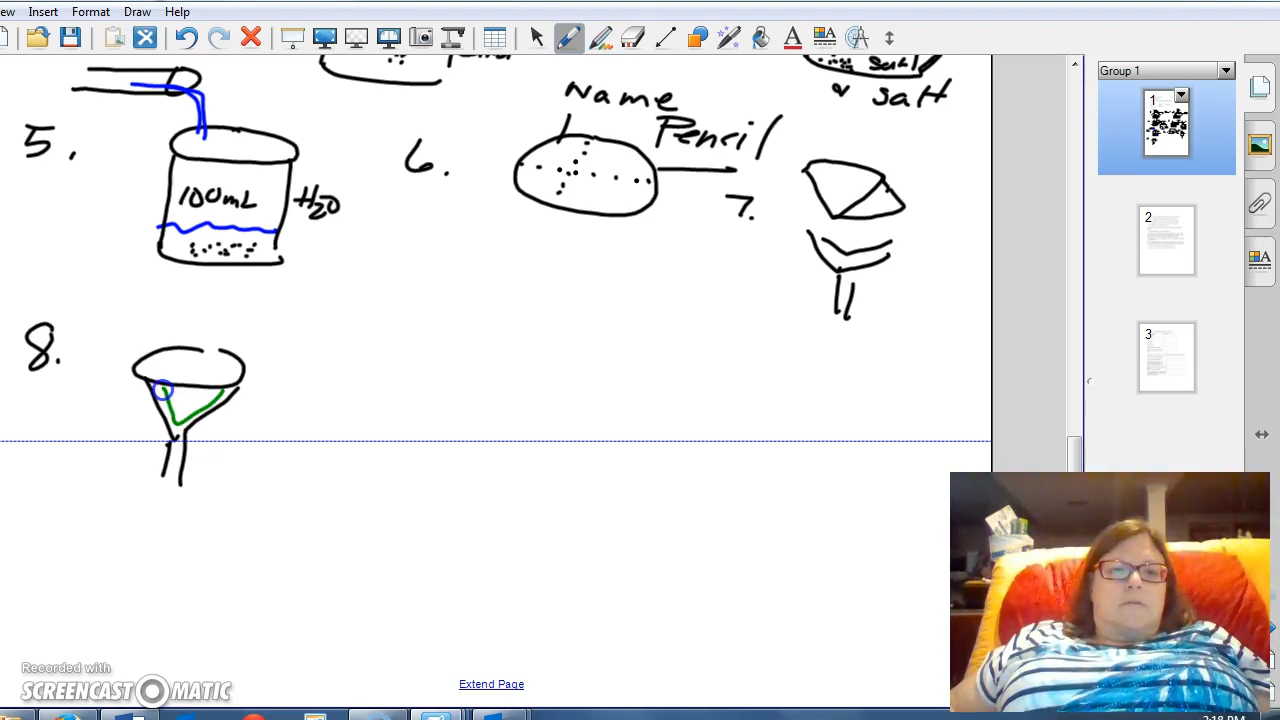 ew Insert Format Draw Help
salt
& salt
Name
Pencil
5.
100mL
H2O
6.
7.
8.
Group 1
1
2
3
Extend Page
Recorded with
SCREENCAST MATIC